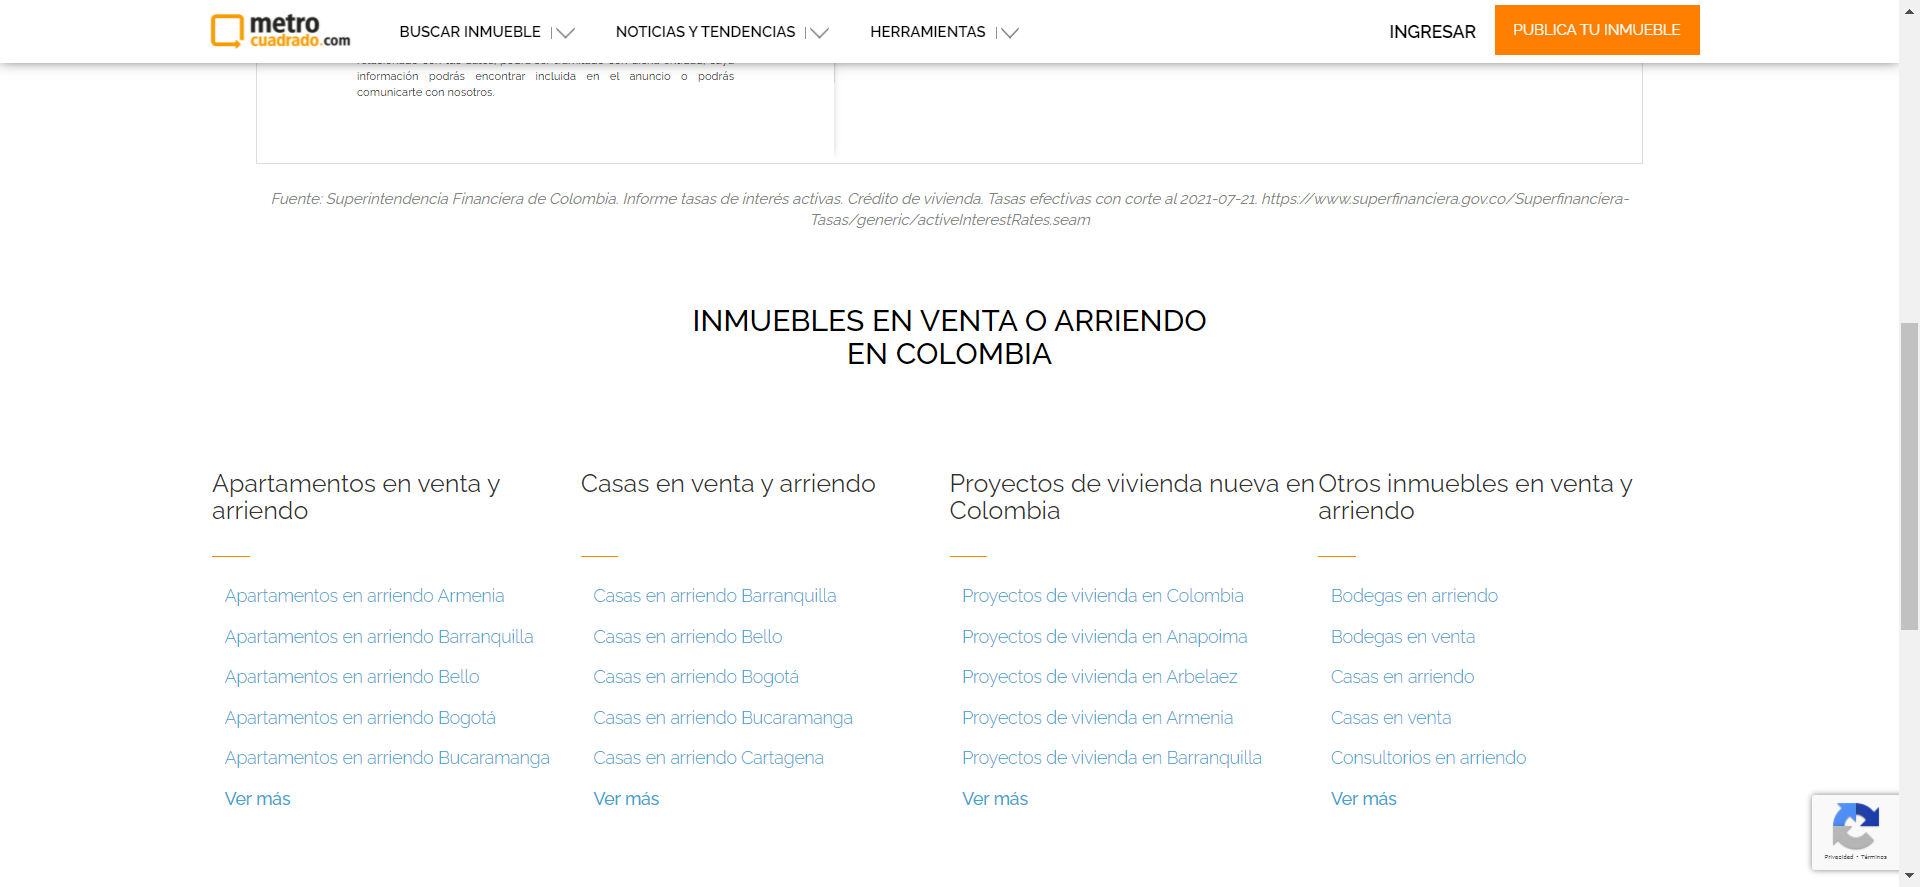 metro
cuadrado.com
BUSCAR INMUEBLE
NOTICIAS Y TENDENCIAS
HERRAMIENTAS
INGRESAR
PUBLICA TU INMUEBLE
información podrás encontrar incluida en el anuncio o podrás
comunicarte con nosotros.
Fuente: Superintendencia Financiera de Colombia. Informe tasas de interés activas. Crédito de vivienda. Tasas efectivas con corte al 2021-07-21. https://www.superfinanciera.gov.co/Superfinanciera-
Tasas/generic/activeInterestRates.seam
INMUEBLES EN VENTA O ARRIENDO
EN COLOMBIA
Apartamentos en venta y
arriendo
Apartamentos en arriendo Armenia
Apartamentos en arriendo Barranquilla
Apartamentos en arriendo Bello
Apartamentos en arriendo Bogotá
Apartamentos en arriendo Bucaramanga
Ver más
Casas en venta y arriendo
Casas en arriendo Barranquilla
Casas en arriendo Bello
Casas en arriendo Bogotá
Casas en arriendo Bucaramanga
Casas en arriendo Cartagena
Ver más
Proyectos de vivienda nueva en
Colombia
Proyectos de vivienda en Colombia
Proyectos de vivienda en Anapoima
Proyectos de vivienda en Arbelaez
Proyectos de vivienda en Armenia
Proyectos de vivienda en Barranquilla
Ver más
Otros inmuebles en venta y
arriendo
Bodegas en arriendo
Bodegas en venta
Casas en arriendo
Casas en venta
Consultorios en arriendo
Ver más
Privacidad • Términos